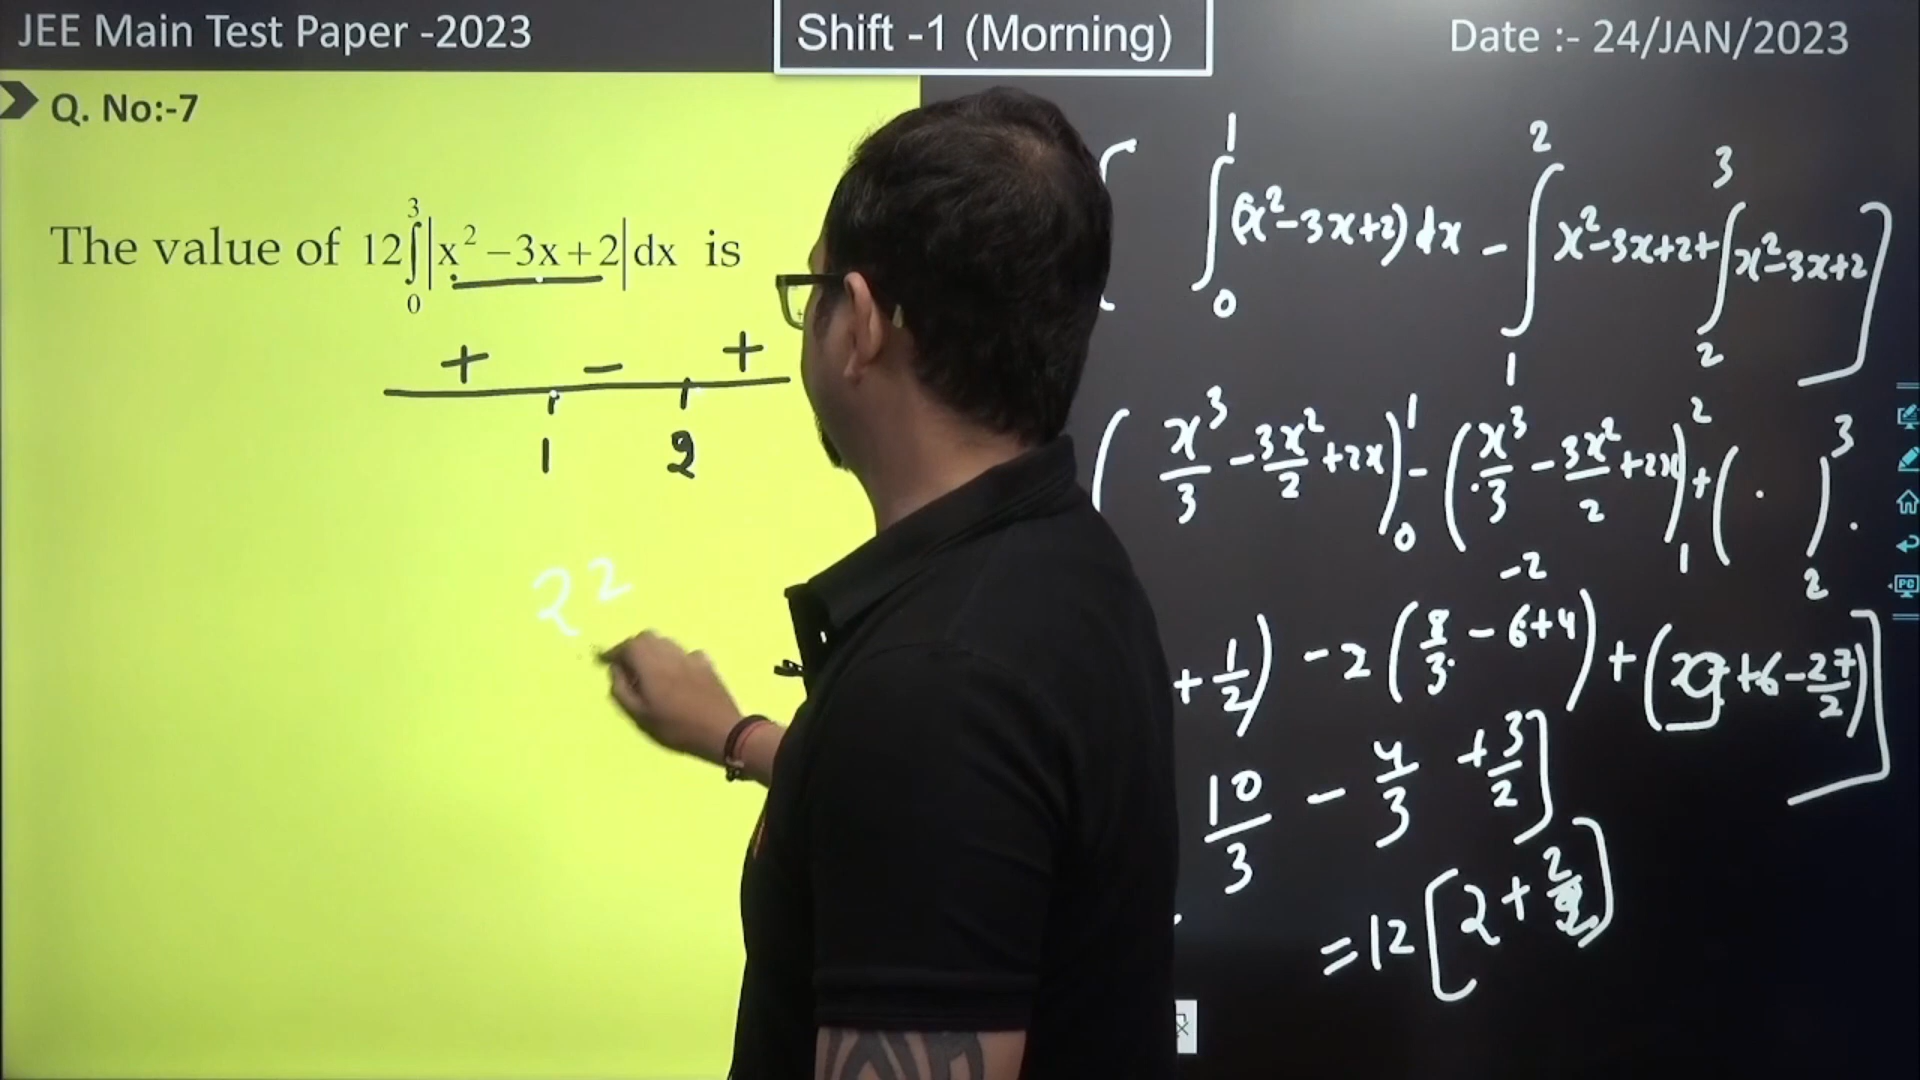 JEE Main Test Paper -2023
Shift -1 (Morning)
Date :- 24/JAN/2023
Q. No:-7
The value of 12∫₀³|x² −3x+2|dx is
+ − +
1 2
22
[ ∫₀¹ (x²-3x+2) dx - ∫₁² x²-3x+2 + ∫₂³ x²-3x+2 ]
( x³/3 - 3x²/2 + 2x )₀¹ - ( x³/3 - 3x²/2 + 2x )₁² + ( . )₂³ .
-2
+ 1/2 ) - 2 ( 8/3 - 6+4 ) + ( +6 - 27/2 ) ]
10/3 - 4/3 + 3/2 ]
= 12 [ 2 + ]
PC